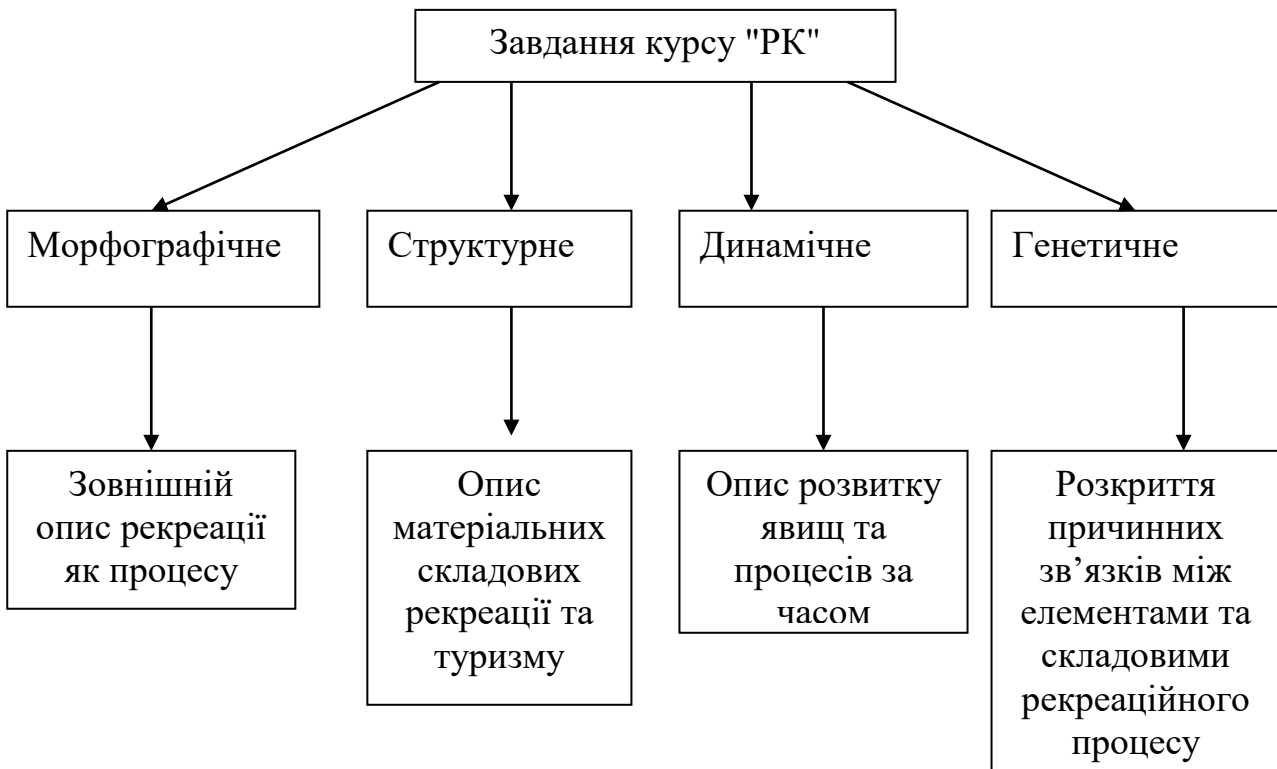 Завдання курсу "РК"
Морфографічне
Структурне
Динамічне
Генетичне
Зовнішній
опис рекреації
як процесу
Опис
матеріальних
складових
рекреації та
туризму
Опис розвитку
явищ та
процесів за
часом
Розкриття
причинних
зв’язків між
елементами та
складовими
рекреаційного
процесу